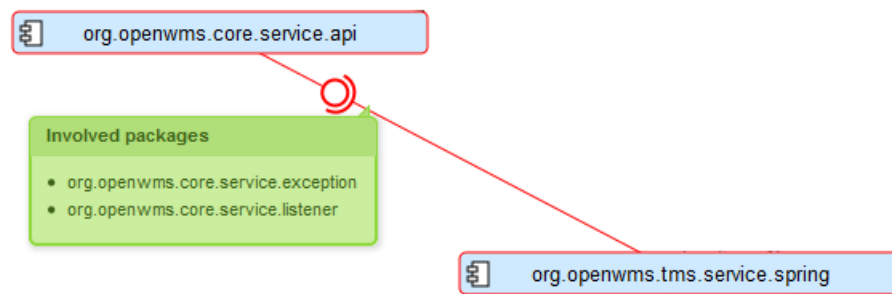 org.openwms.core.service.api
Involved packages
org.openwms.core.service.exception
org.openwms.core.service.listener
org.openwms.tms.service.spring